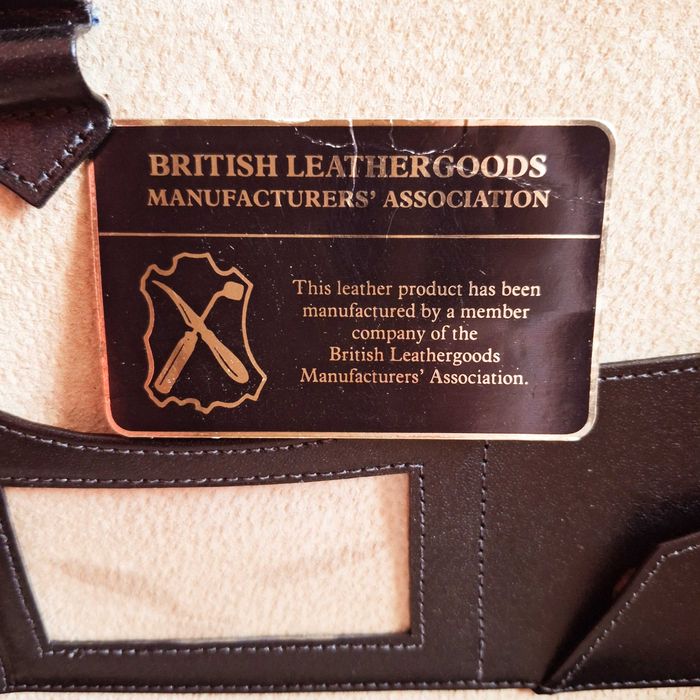 BRITISH LEATHERGOODS
MANUFACTURERS' ASSOCIATION
This leather product has been
manufactured by a member
company of the
British Leathergoods
Manufacturers' Association.